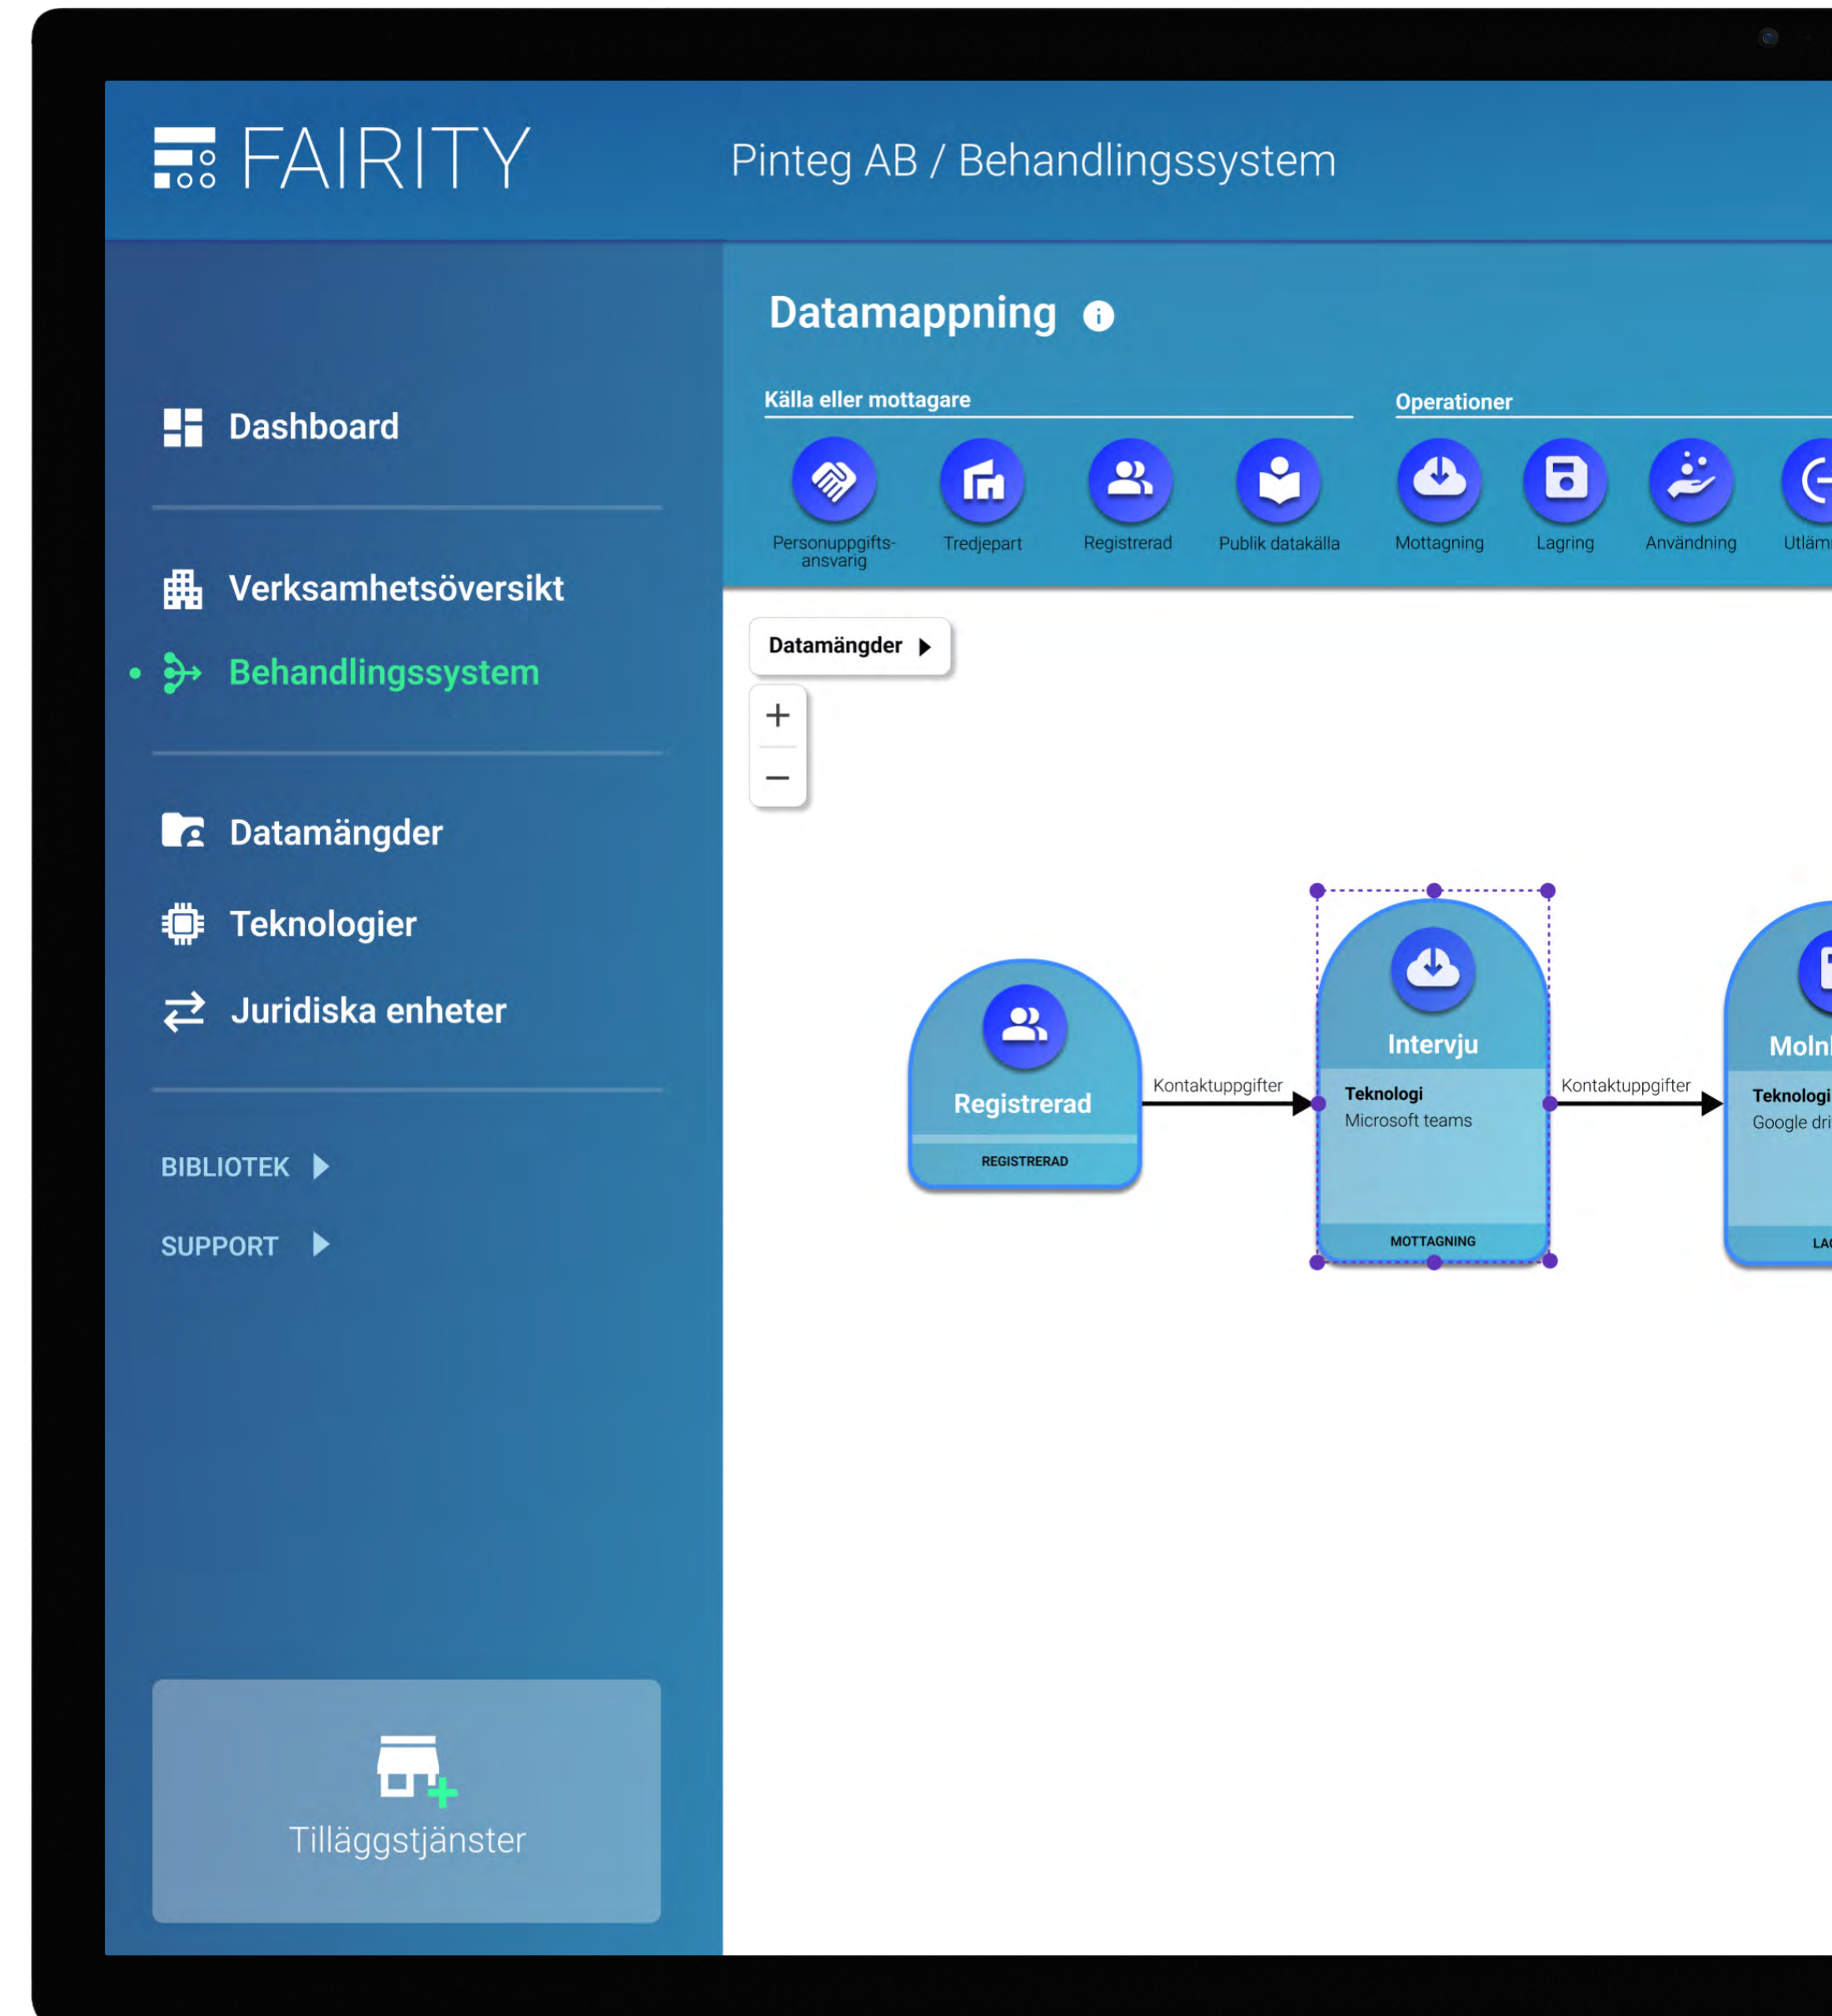 FAIRITY
Pinteg AB / Behandlingssystem
Dashboard
Verksamhetsöversikt
Behandlingssystem
Datamängder
Teknologier
Juridiska enheter
BIBLIOTEK
SUPPORT
Tilläggstjänster
Datamappning
Källa eller mottagare
Personuppgifts-
ansvarig
Tredjepart
Registrerad
Publik datakälla
Operationer
Mottagning
Lagring
Användning
Datamängder
+
−
Registrerad
REGISTRERAD
Kontaktuppgifter
Intervju
Teknologi
Microsoft teams
MOTTAGNING
Kontaktuppgifter
Teknologi
Google